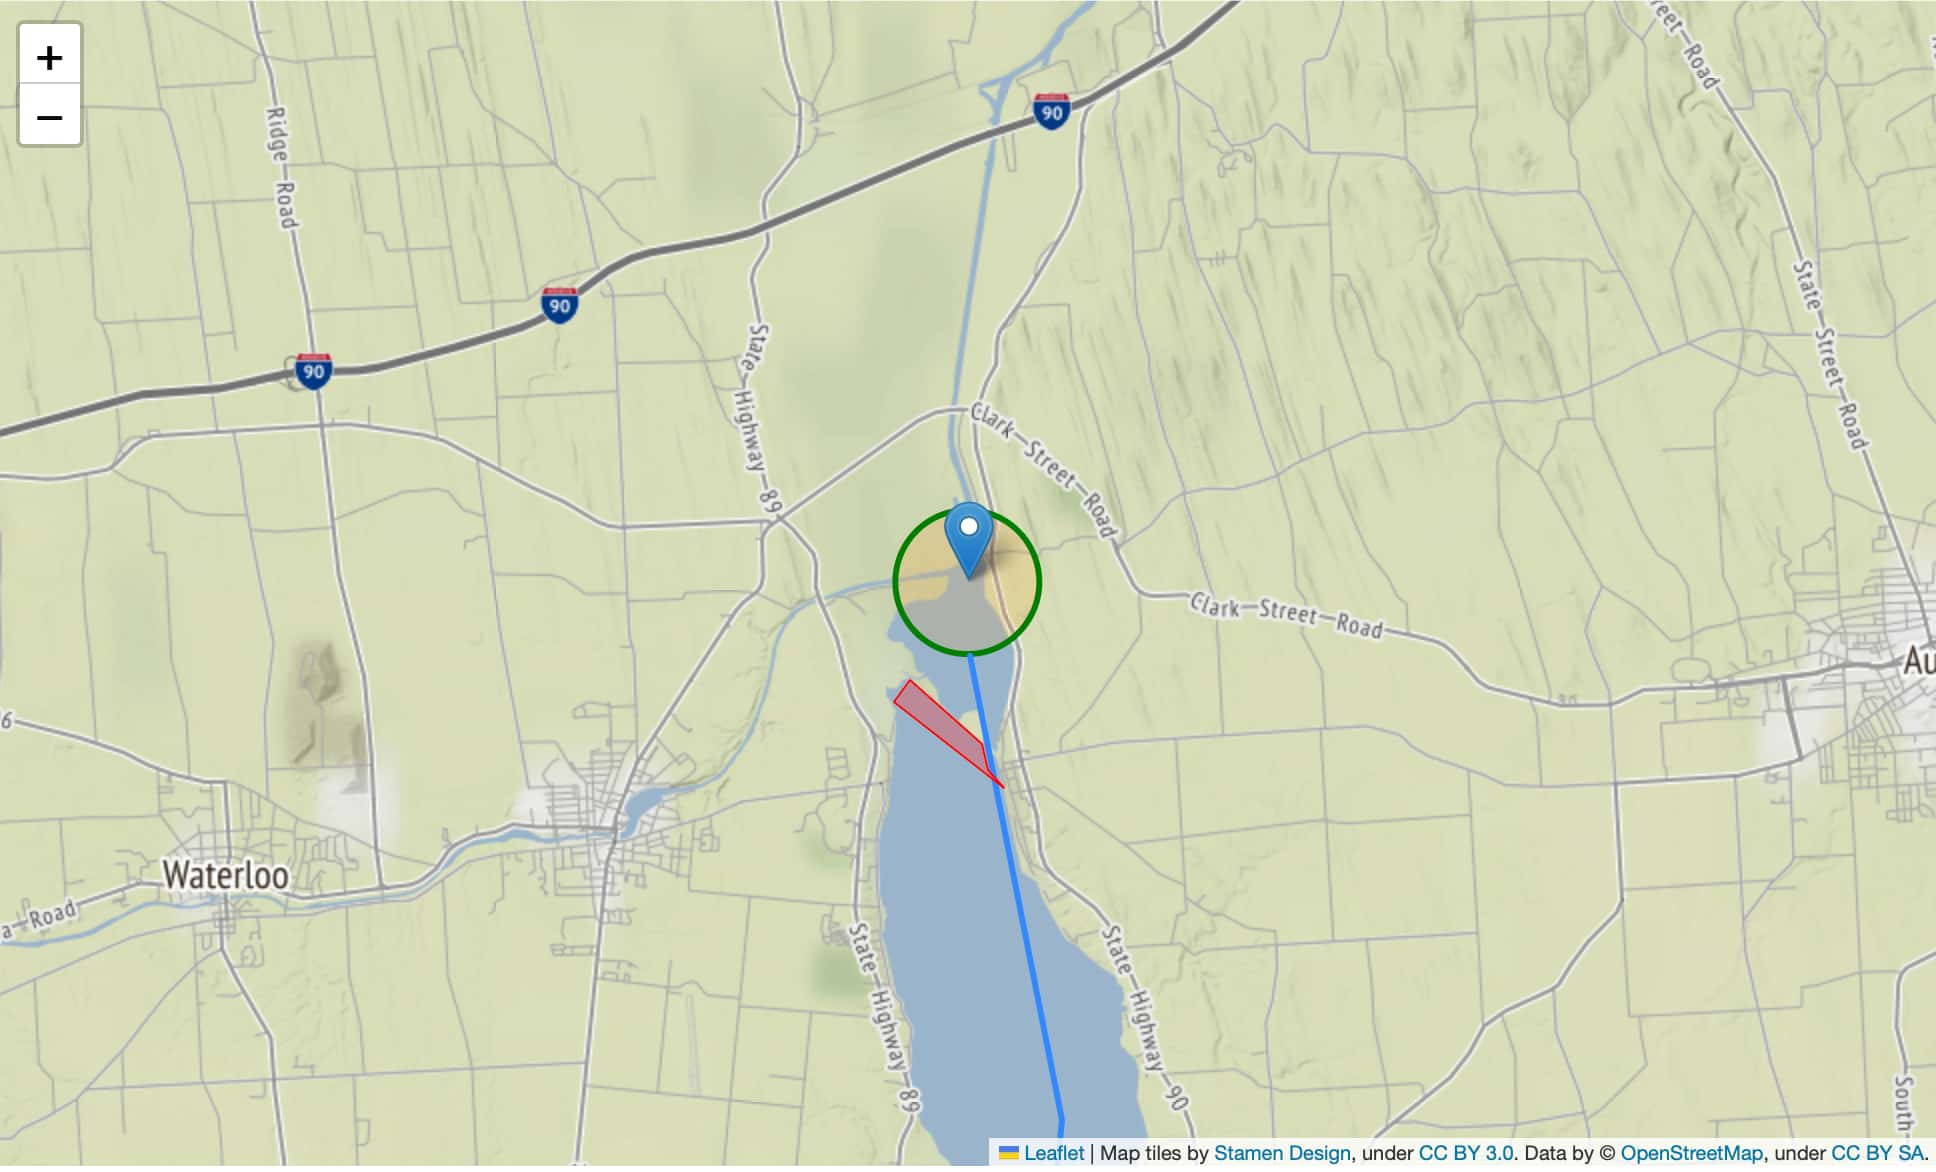 +
−
90
reet Road
Ridge Road
90
90
State Street Road
State Highway 89
Clark Street Road
Clark Street Road
Au
6
Waterloo
a Road
State Highway 89
State Highway 90
South
Leaflet | Map tiles by Stamen Design, under CC BY 3.0. Data by © OpenStreetMap, under CC BY SA.